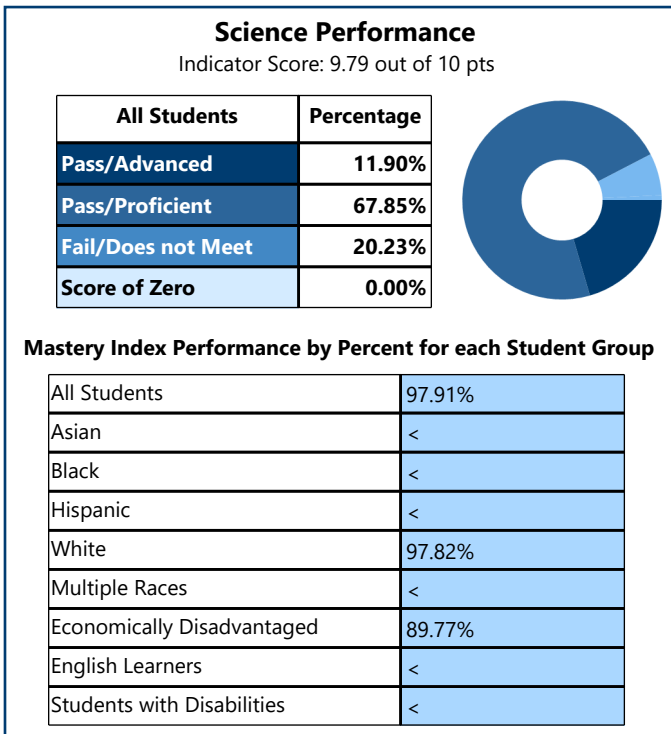 Science Performance
Indicator Score: 9.79 out of 10 pts
All Students Percentage
Pass/Advanced 11.90%
Pass/Proficient 67.85%
Fail/Does not Meet 20.23%
Score of Zero 0.00%
Mastery Index Performance by Percent for each Student Group
All Students 97.91%
Asian <
Black <
Hispanic <
White 97.82%
Multiple Races <
Economically Disadvantaged 89.77%
English Learners <
Students with Disabilities <